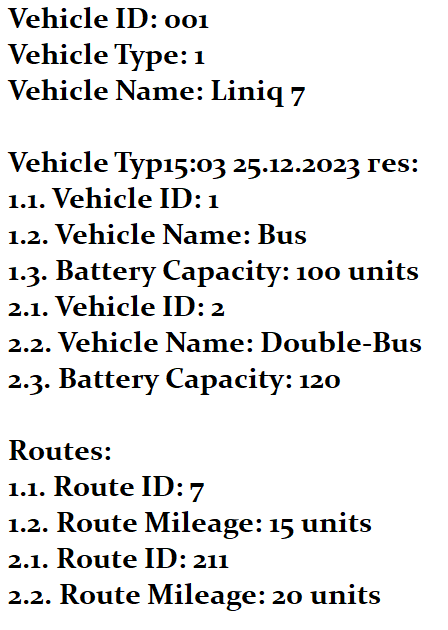 Vehicle ID: 001
Vehicle Type: 1
Vehicle Name: Liniq 7
Vehicle Typ15:03 25.12.2023 гes:
1.1. Vehicle ID: 1
1.2. Vehicle Name: Bus
1.3. Battery Capacity: 100 units
2.1. Vehicle ID: 2
2.2. Vehicle Name: Double-Bus
2.3. Battery Capacity: 120
Routes:
1.1. Route ID: 7
1.2. Route Mileage: 15 units
2.1. Route ID: 211
2.2. Route Mileage: 20 units